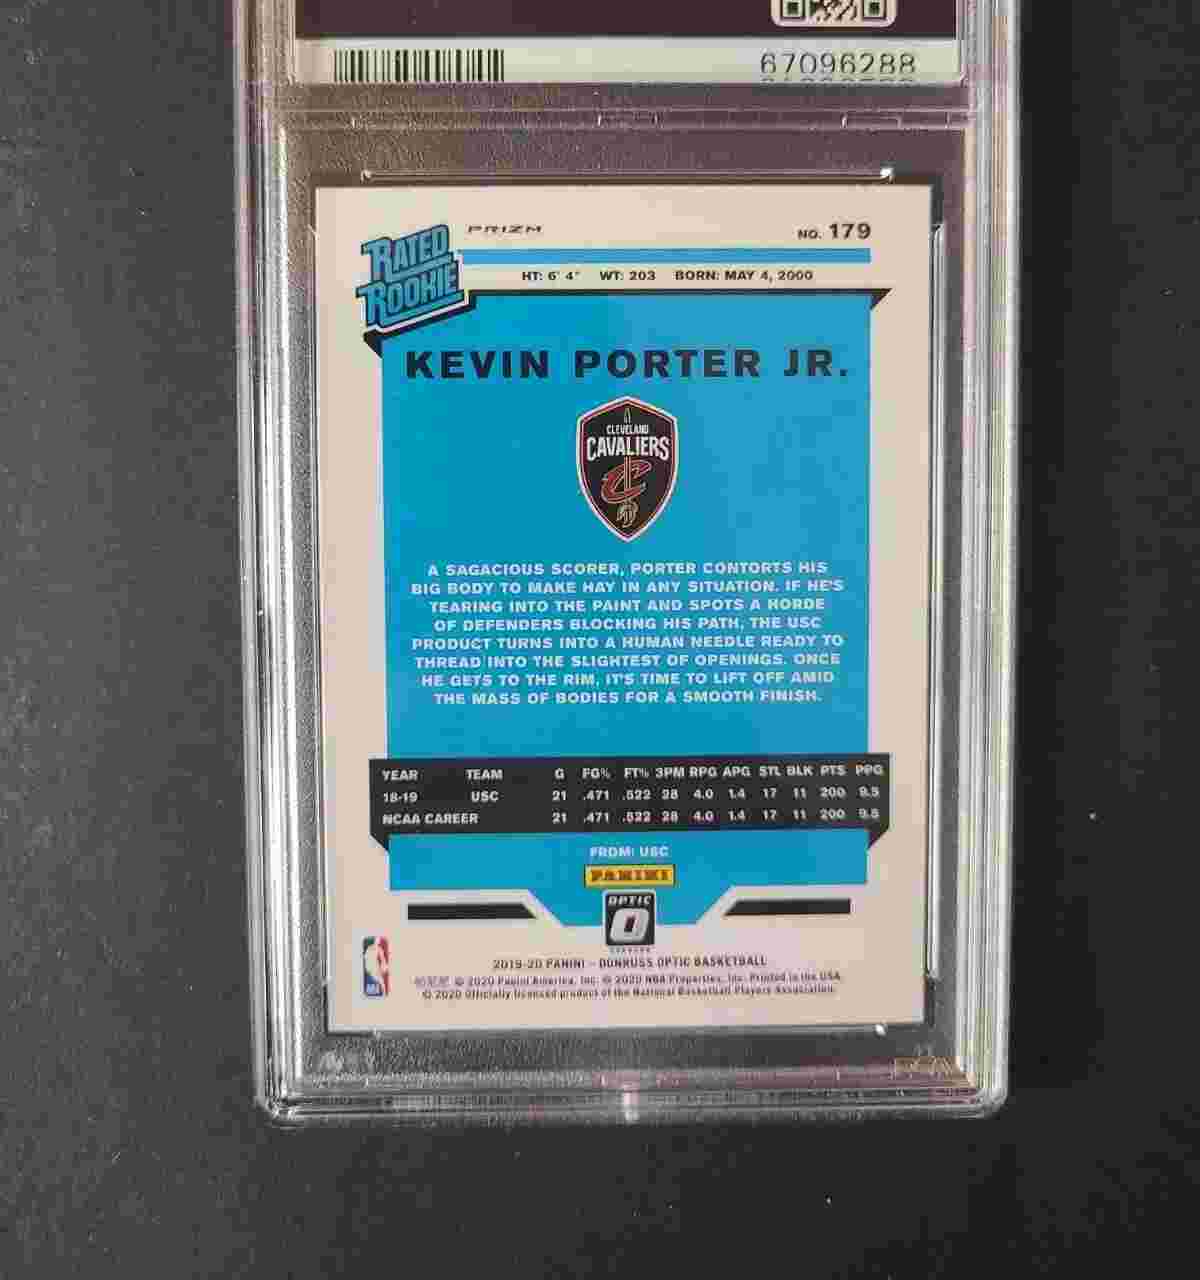 67096288
RATED
ROOKIE
PRIZM
NO. 179
HT: 6' 4" WT: 203 BORN: MAY 4, 2000
KEVIN PORTER JR.
CLEVELAND
CAVALIERS
C
A SAGACIOUS SCORER, PORTER CONTORTS HIS
BIG BODY TO MAKE HAY IN ANY SITUATION. IF HE'S
TEARING INTO THE PAINT AND SPOTS A HORDE
OF DEFENDERS BLOCKING HIS PATH, THE USC
PRODUCT TURNS INTO A HUMAN NEEDLE READY TO
THREAD INTO THE SLIGHTEST OF OPENINGS. ONCE
HE GETS TO THE RIM, IT'S TIME TO LIFT OFF AMID
THE MASS OF BODIES FOR A SMOOTH FINISH.
YEAR TEAM G FG% FT% 3PM RPG APG STL BLK PTS PPG
18-19 USC 21 .471 .522 28 4.0 1.4 17 11 200 9.5
NCAA CAREER 21 .471 .522 28 4.0 1.4 17 11 200 9.5
FROM: USC
PANINI
OPTIC
O
2019-20 PANINI – DONRUSS OPTIC BASKETBALL
© 2020 Panini America, Inc. © 2020 NBA Properties, Inc. Printed in the USA.
© 2020 Officially licensed product of the National Basketball Players Association.